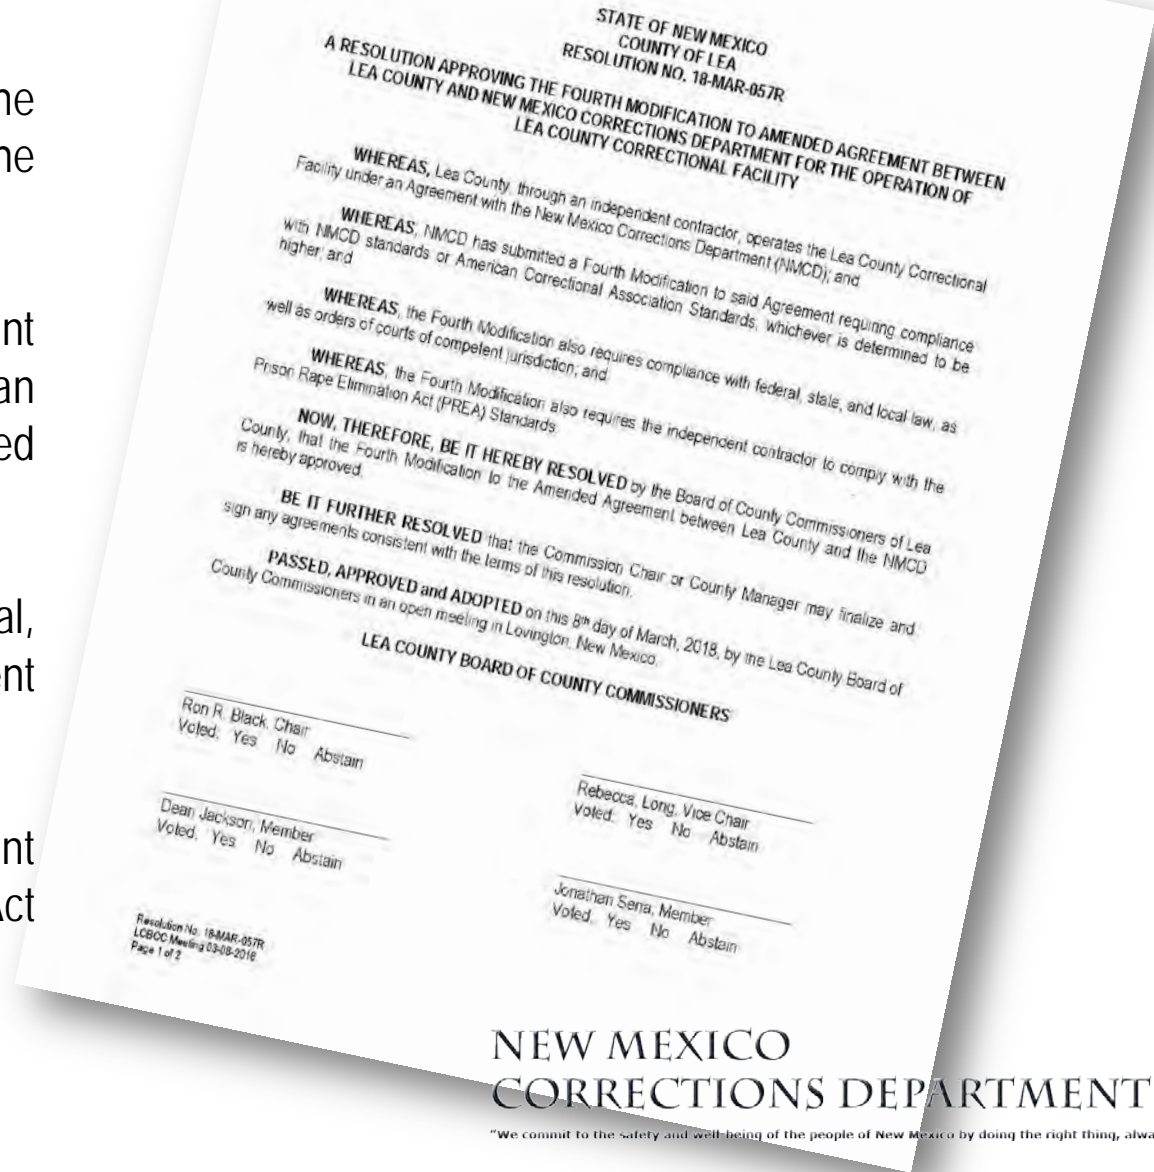 ne
ne
nt
an
ed
al,
ent
nt
Act
STATE OF NEW MEXICO
COUNTY OF LEA
RESOLUTION NO. 18-MAR-057R
A RESOLUTION APPROVING THE FOURTH MODIFICATION TO AMENDED AGREEMENT BETWEEN
LEA COUNTY AND NEW MEXICO CORRECTIONS DEPARTMENT FOR THE OPERATION OF
LEA COUNTY CORRECTIONAL FACILITY
WHEREAS, Lea County, through an independent contractor, operates the Lea County Correctional
Facility under an Agreement with the New Mexico Corrections Department (NMCD); and
WHEREAS, NMCD has submitted a Fourth Modification to said Agreement requiring compliance
with NMCD standards or American Correctional Association Standards, whichever is determined to be
higher; and
WHEREAS, the Fourth Modification also requires compliance with federal, state, and local law, as
well as orders of courts of competent jurisdiction; and
WHEREAS, the Fourth Modification also requires the independent contractor to comply with the
Prison Rape Elimination Act (PREA) Standards.
NOW, THEREFORE, BE IT HEREBY RESOLVED by the Board of County Commissioners of Lea
County, that the Fourth Modification to the Amended Agreement between Lea County and the NMCD
is hereby approved.
BE IT FURTHER RESOLVED that the Commission Chair or County Manager may finalize and
sign any agreements consistent with the terms of this resolution.
PASSED, APPROVED and ADOPTED on this 8th day of March, 2018, by the Lea County Board of
County Commissioners in an open meeting in Lovington, New Mexico.
LEA COUNTY BOARD OF COUNTY COMMISSIONERS
Ron R. Black, Chair
Voted: Yes No Abstain
Rebecca, Long, Vice Chair
Voted: Yes No Abstain
Dean Jackson, Member
Voted: Yes No Abstain
Jonathan Sena, Member
Voted: Yes No Abstain
Resolution No. 18-MAR-057R
LCBCC Meeting 03-08-2018
Page 1 of 2
NEW MEXICO
CORRECTIONS DEPARTMENT
"We commit to the safety and well-being of the people of New Mexico by doing the right thing, alwa